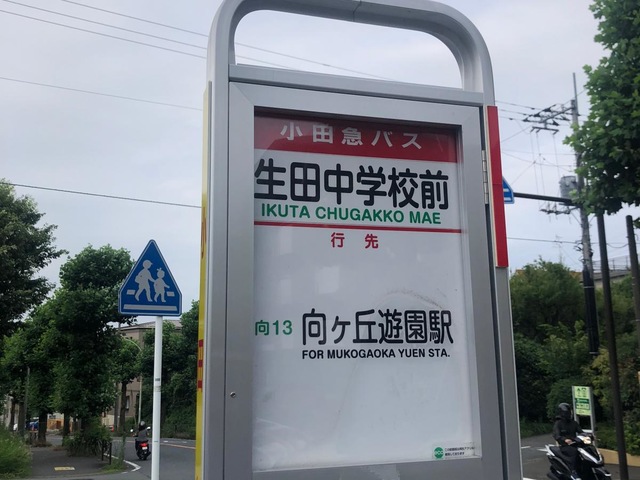 小田急バス
生田中学校前
IKUTA CHUGAKKO MAE
行先
向13 向ヶ丘遊園駅
FOR MUKOGAOKA YUEN STA.